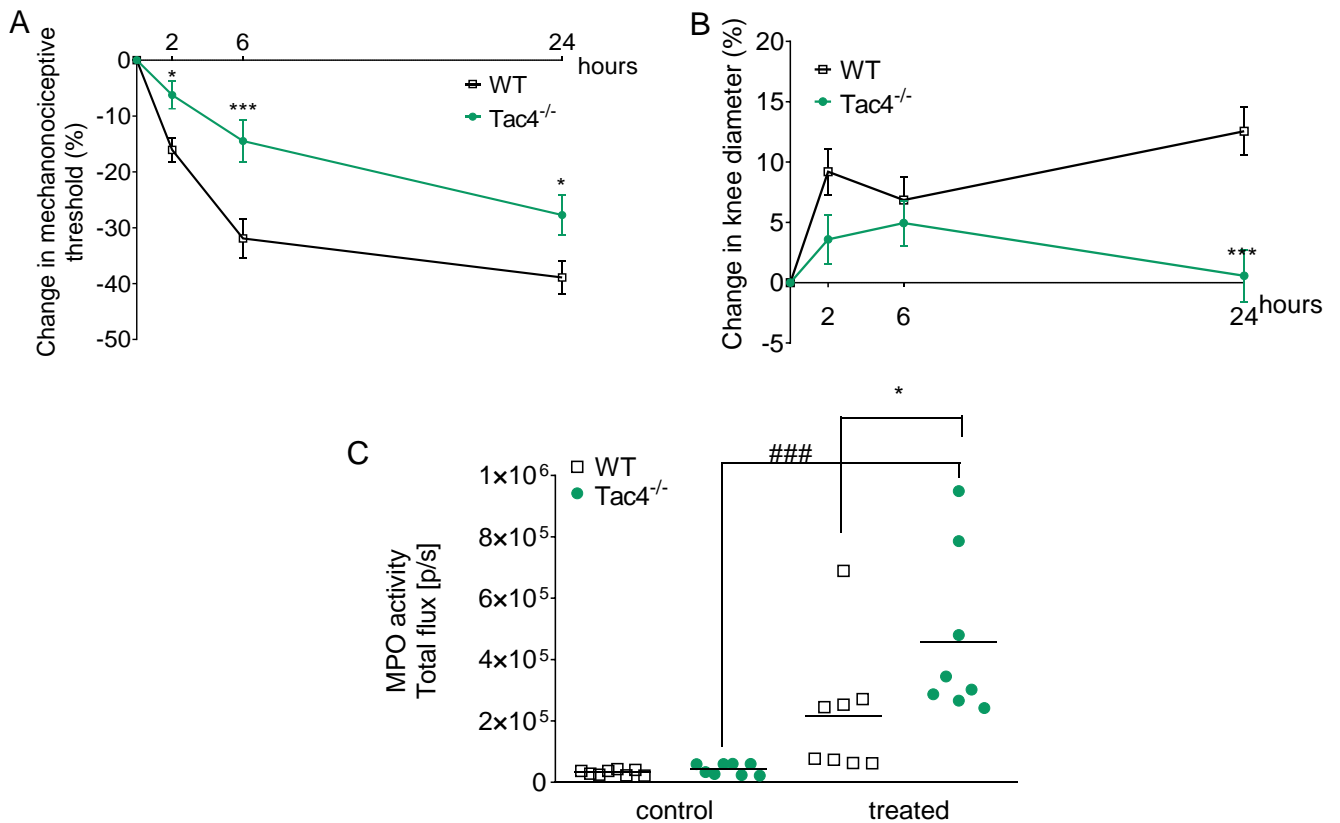 A
2 6 24
hours
0
-10
-20
-30
-40
-50
Change in mechanonociceptive
threshold (%)
WT
Tac4⁻/⁻
*
***
*
B
20
15
10
5
0
-5
Change in knee diameter (%)
WT
Tac4⁻/⁻
***
2 6 24
hours
C
WT
Tac4⁻/⁻
*
###
1×10⁶
8×10⁵
6×10⁵
4×10⁵
2×10⁵
0
MPO activity
Total flux [p/s]
control treated